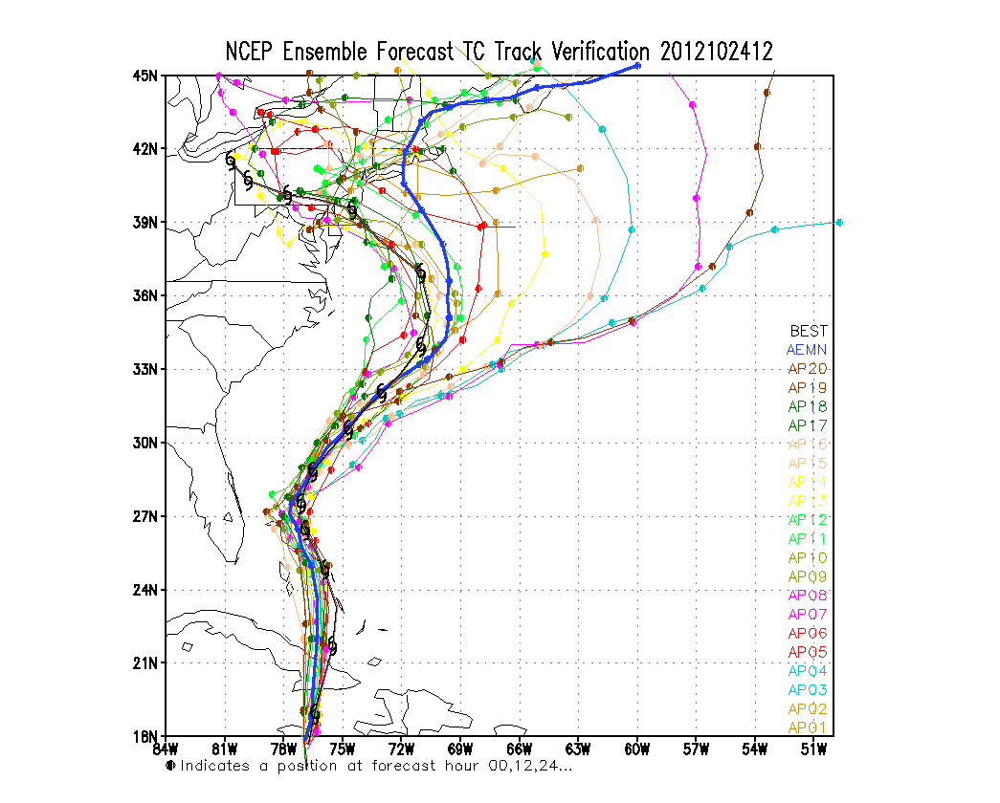 NCEP Ensemble Forecast TC Track Verification 2012102412
45N
42N
39N
36N
33N
30N
27N
24N
21N
18N
BEST
AEMN
AP20
AP19
AP18
AP17
AP16
AP15
AP14
AP13
AP12
AP11
AP10
AP09
AP08
AP07
AP06
AP05
AP04
AP03
AP02
AP01
84W 81W 78W 75W 72W 69W 66W 63W 60W 57W 54W 51W
Indicates a position at forecast hour 00,12,24...